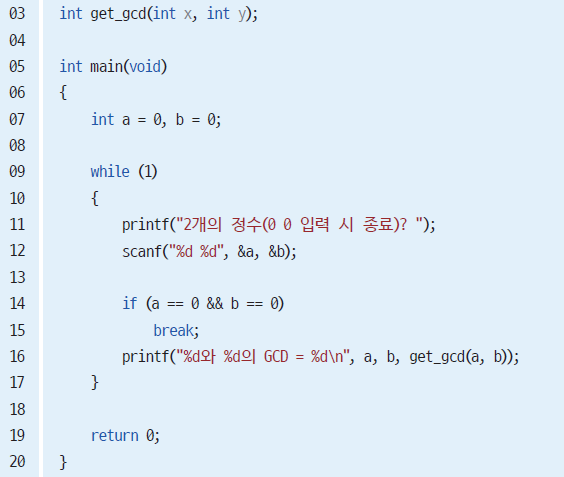 03 int get_gcd(int x, int y);
04
05 int main(void)
06 {
07     int a = 0, b = 0;
08
09     while (1)
10     {
11         printf("2개의 정수(0 0 입력 시 종료)? ");
12         scanf("%d %d", &a, &b);
13
14         if (a == 0 && b == 0)
15             break;
16         printf("%d와 %d의 GCD = %d\n", a, b, get_gcd(a, b));
17     }
18
19     return 0;
20 }